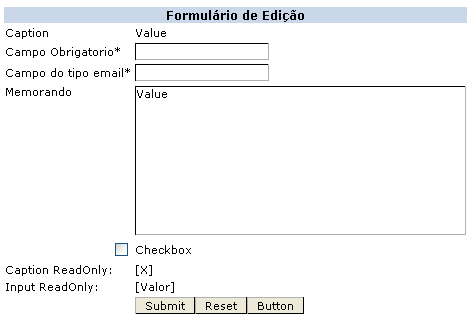 Formulário de Edição
Caption Value
Campo Obrigatorio*
Campo do tipo email*
Memorando Value
Checkbox
Caption ReadOnly: [X]
Input ReadOnly: [Valor]
Submit Reset Button